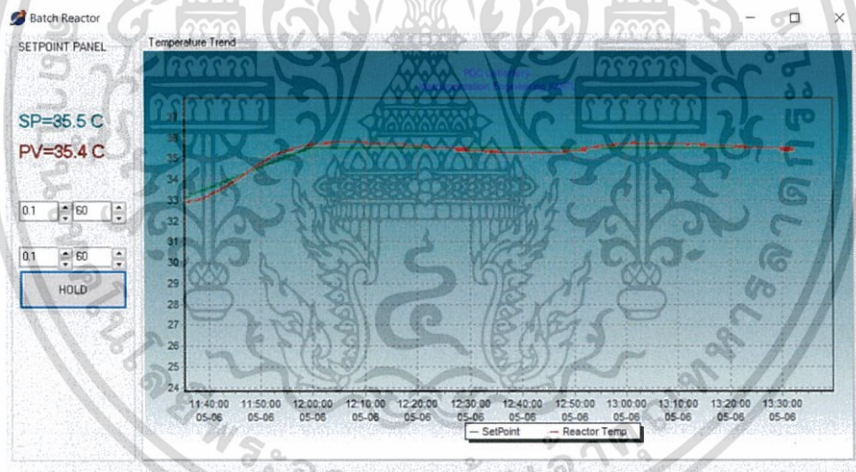 Batch Reactor
SETPOINT PANEL
Temperature Trend
SP=35.5 C
PV=35.4 C
0.1 60
0.1 60
HOLD
37
36
35
34
33
32
31
30
29
28
27
26
25
24
11:40:00 11:50:00 12:00:00 12:10:00 12:20:00 12:30:00 12:40:00 12:50:00 13:00:00 13:10:00 13:20:00 13:30:00
05-06 05-06 05-06 05-06 05-06 05-06 05-06 05-06 05-06 05-06 05-06 05-06
SetPoint Reactor Temp